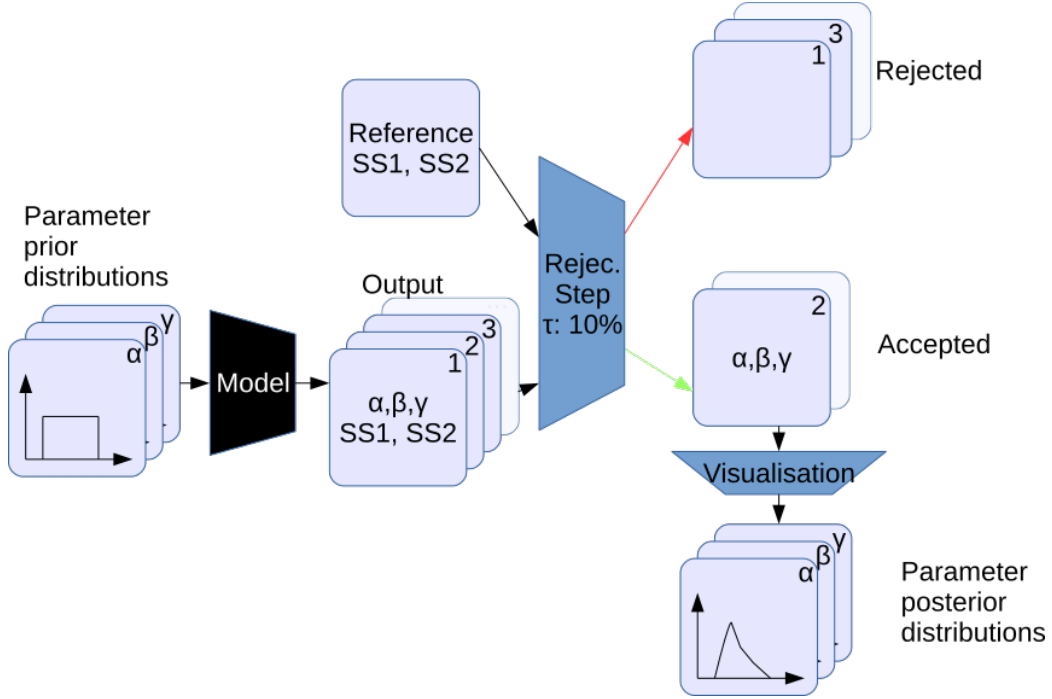 3
1
Rejected
Reference
SS1, SS2
Parameter
prior
distributions
γ
β
α
Model
Output
...
3
2
1
α,β,γ
SS1, SS2
Rejec.
Step
τ: 10%
2
α,β,γ
Accepted
Visualisation
γ
β
α
Parameter
posterior
distributions